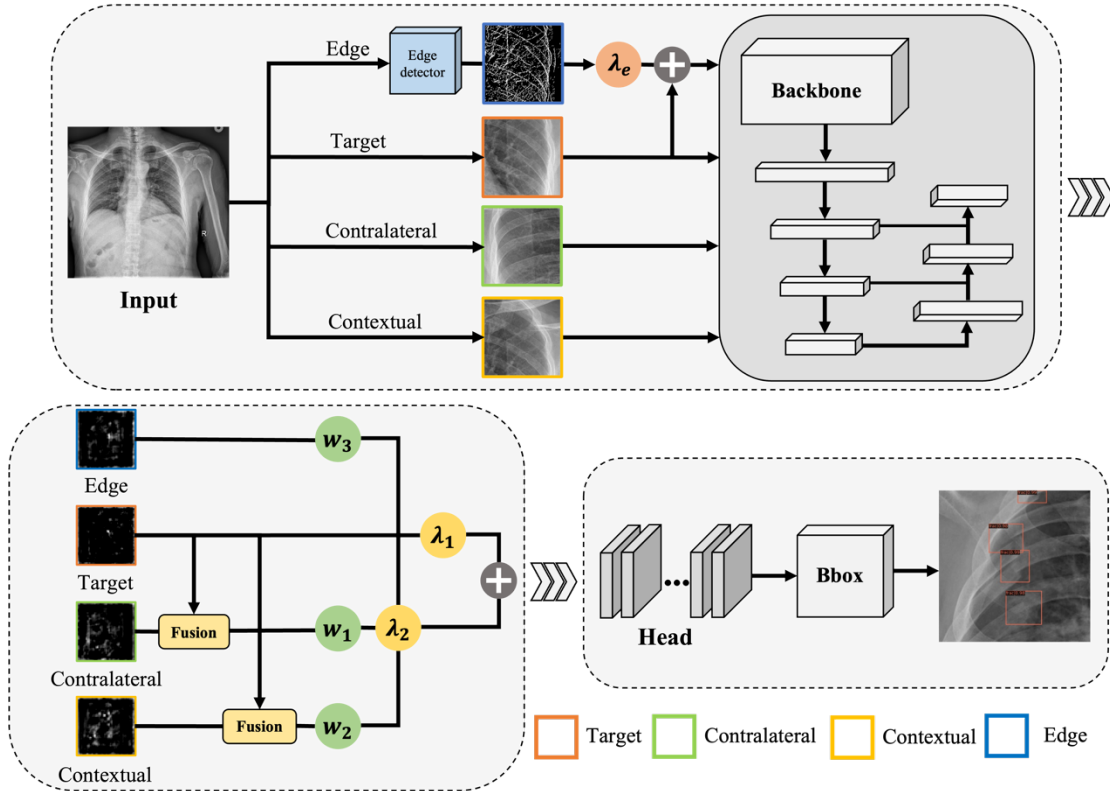 Edge
Edge
detector
λe
Target
Backbone
Contralateral
Contextual
R
Input
w3
Edge
λ1
Target
Fusion
w1
λ2
Contralateral
Fusion
w2
Contextual
Head
Bbox
Target
Contralateral
Contextual
Edge